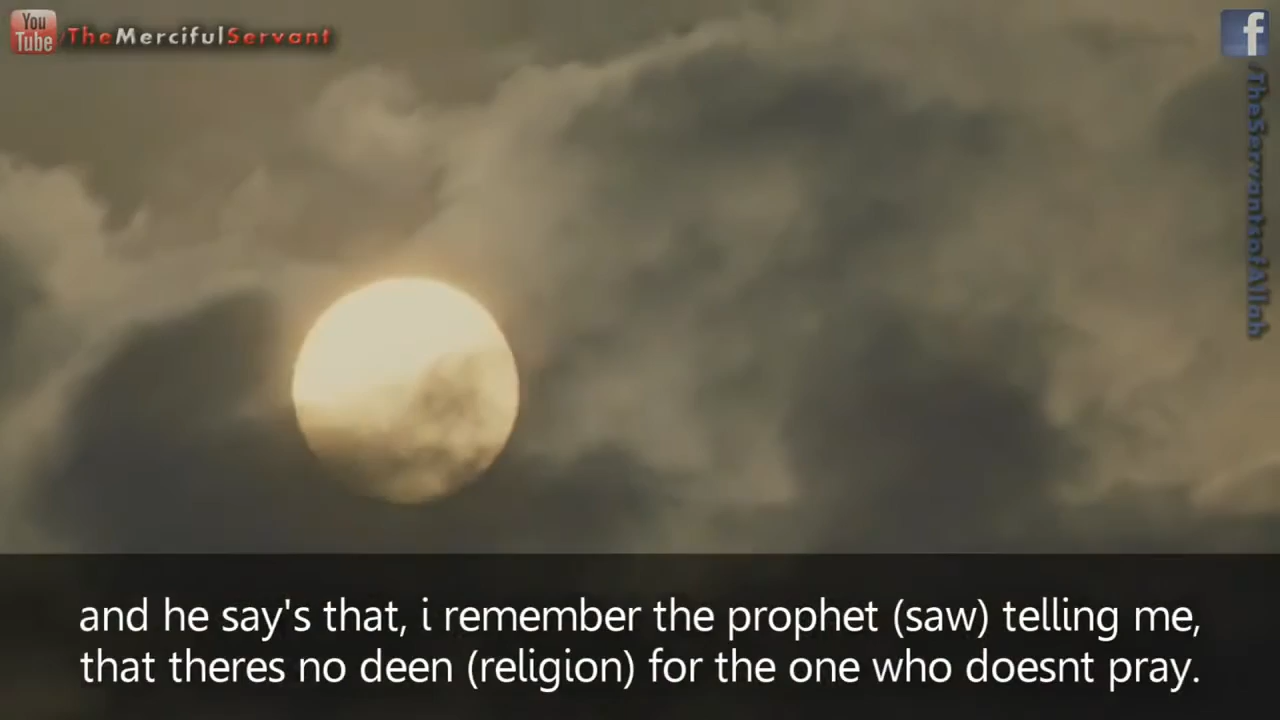 You
Tube /TheMercifulServant
f
/TheServantsofAllah
and he say's that, i remember the prophet (saw) telling me,
that theres no deen (religion) for the one who doesnt pray.